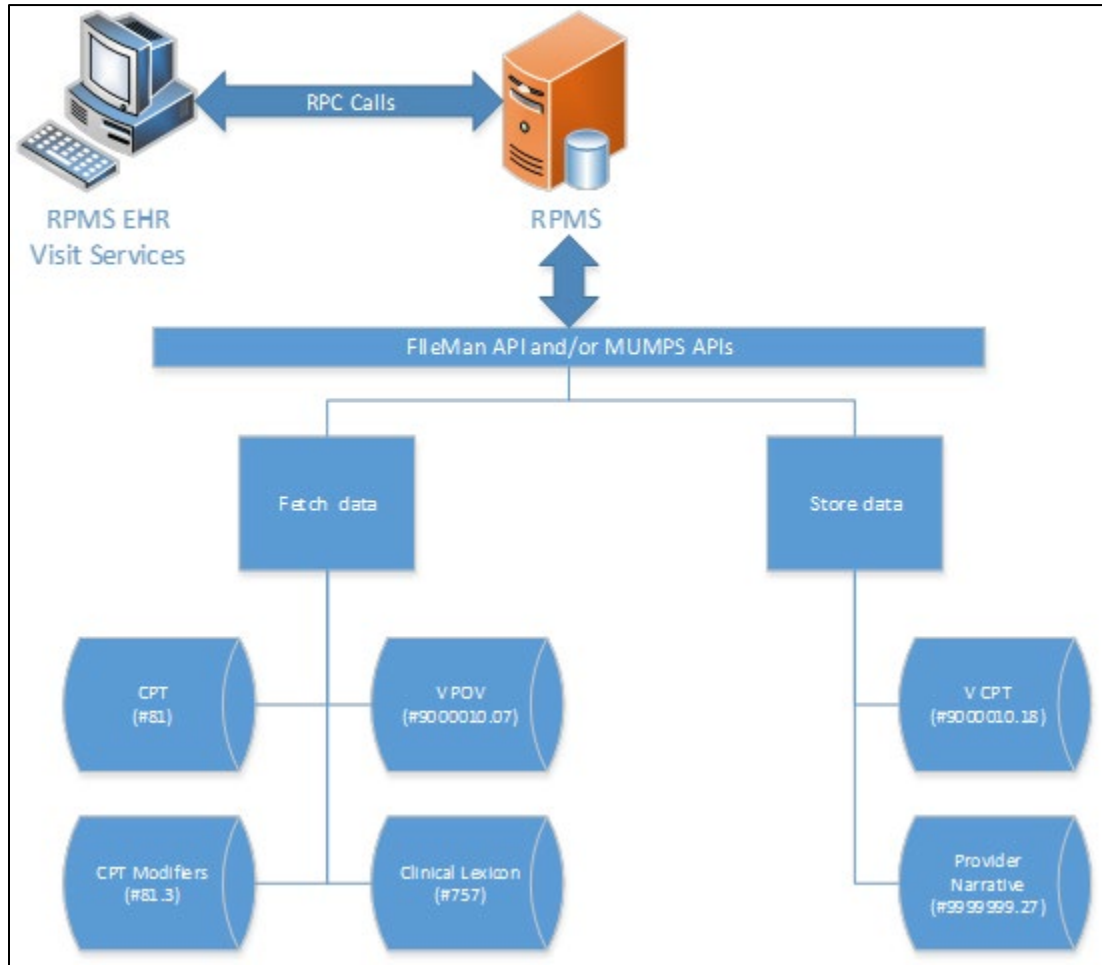 RPC Calls
RPMS EHR
Visit Services
RPMS
FIleMan API and/or MUMPS APIs
Fetch data
Store data
CPT
(#81)
V POV
(#9000010.07)
V CPT
(#9000010.18)
CPT Modifiers
(#81.3)
Clinical Lexicon
(#757)
Provider
Narrative
(#9999999.27)